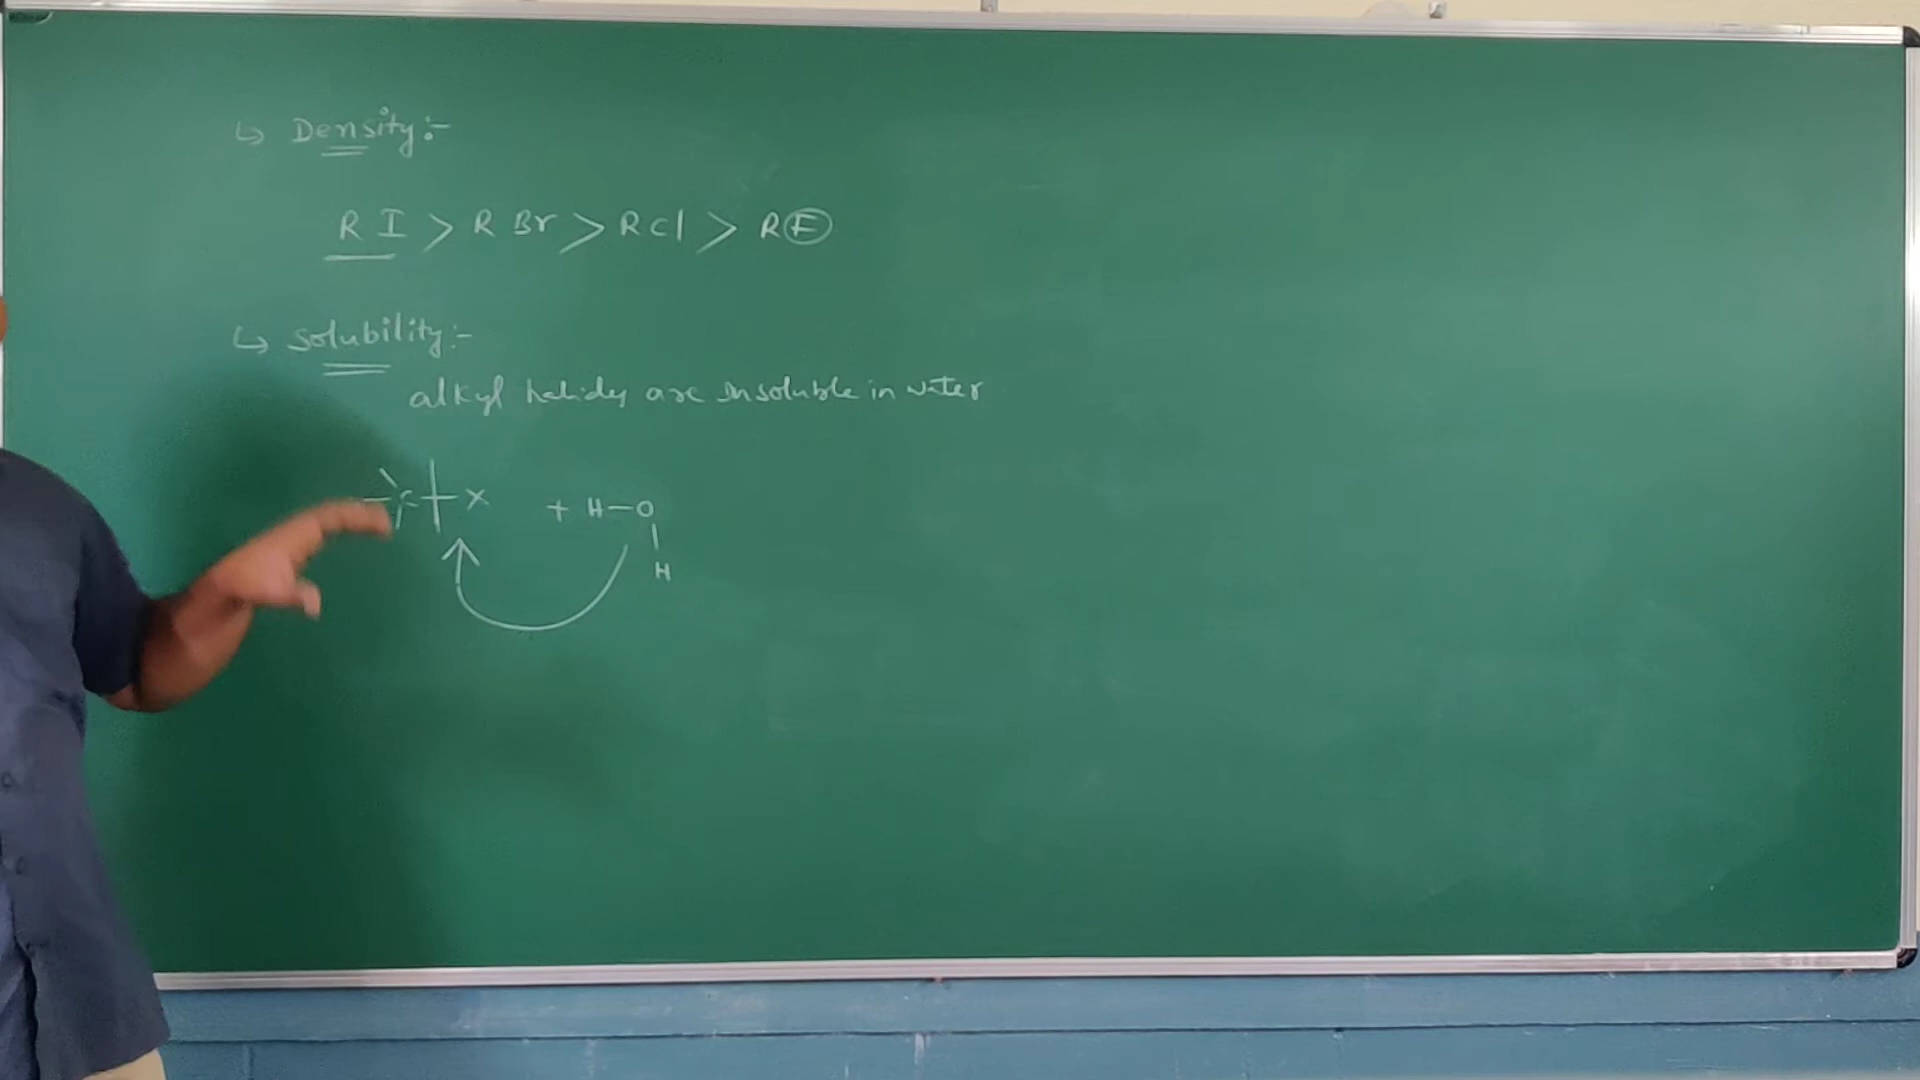 ↳ Density:-
R I > R Br > R Cl > R F
↳ Solubility:-
alkyl halides are insoluble in water
C X + H-O
H